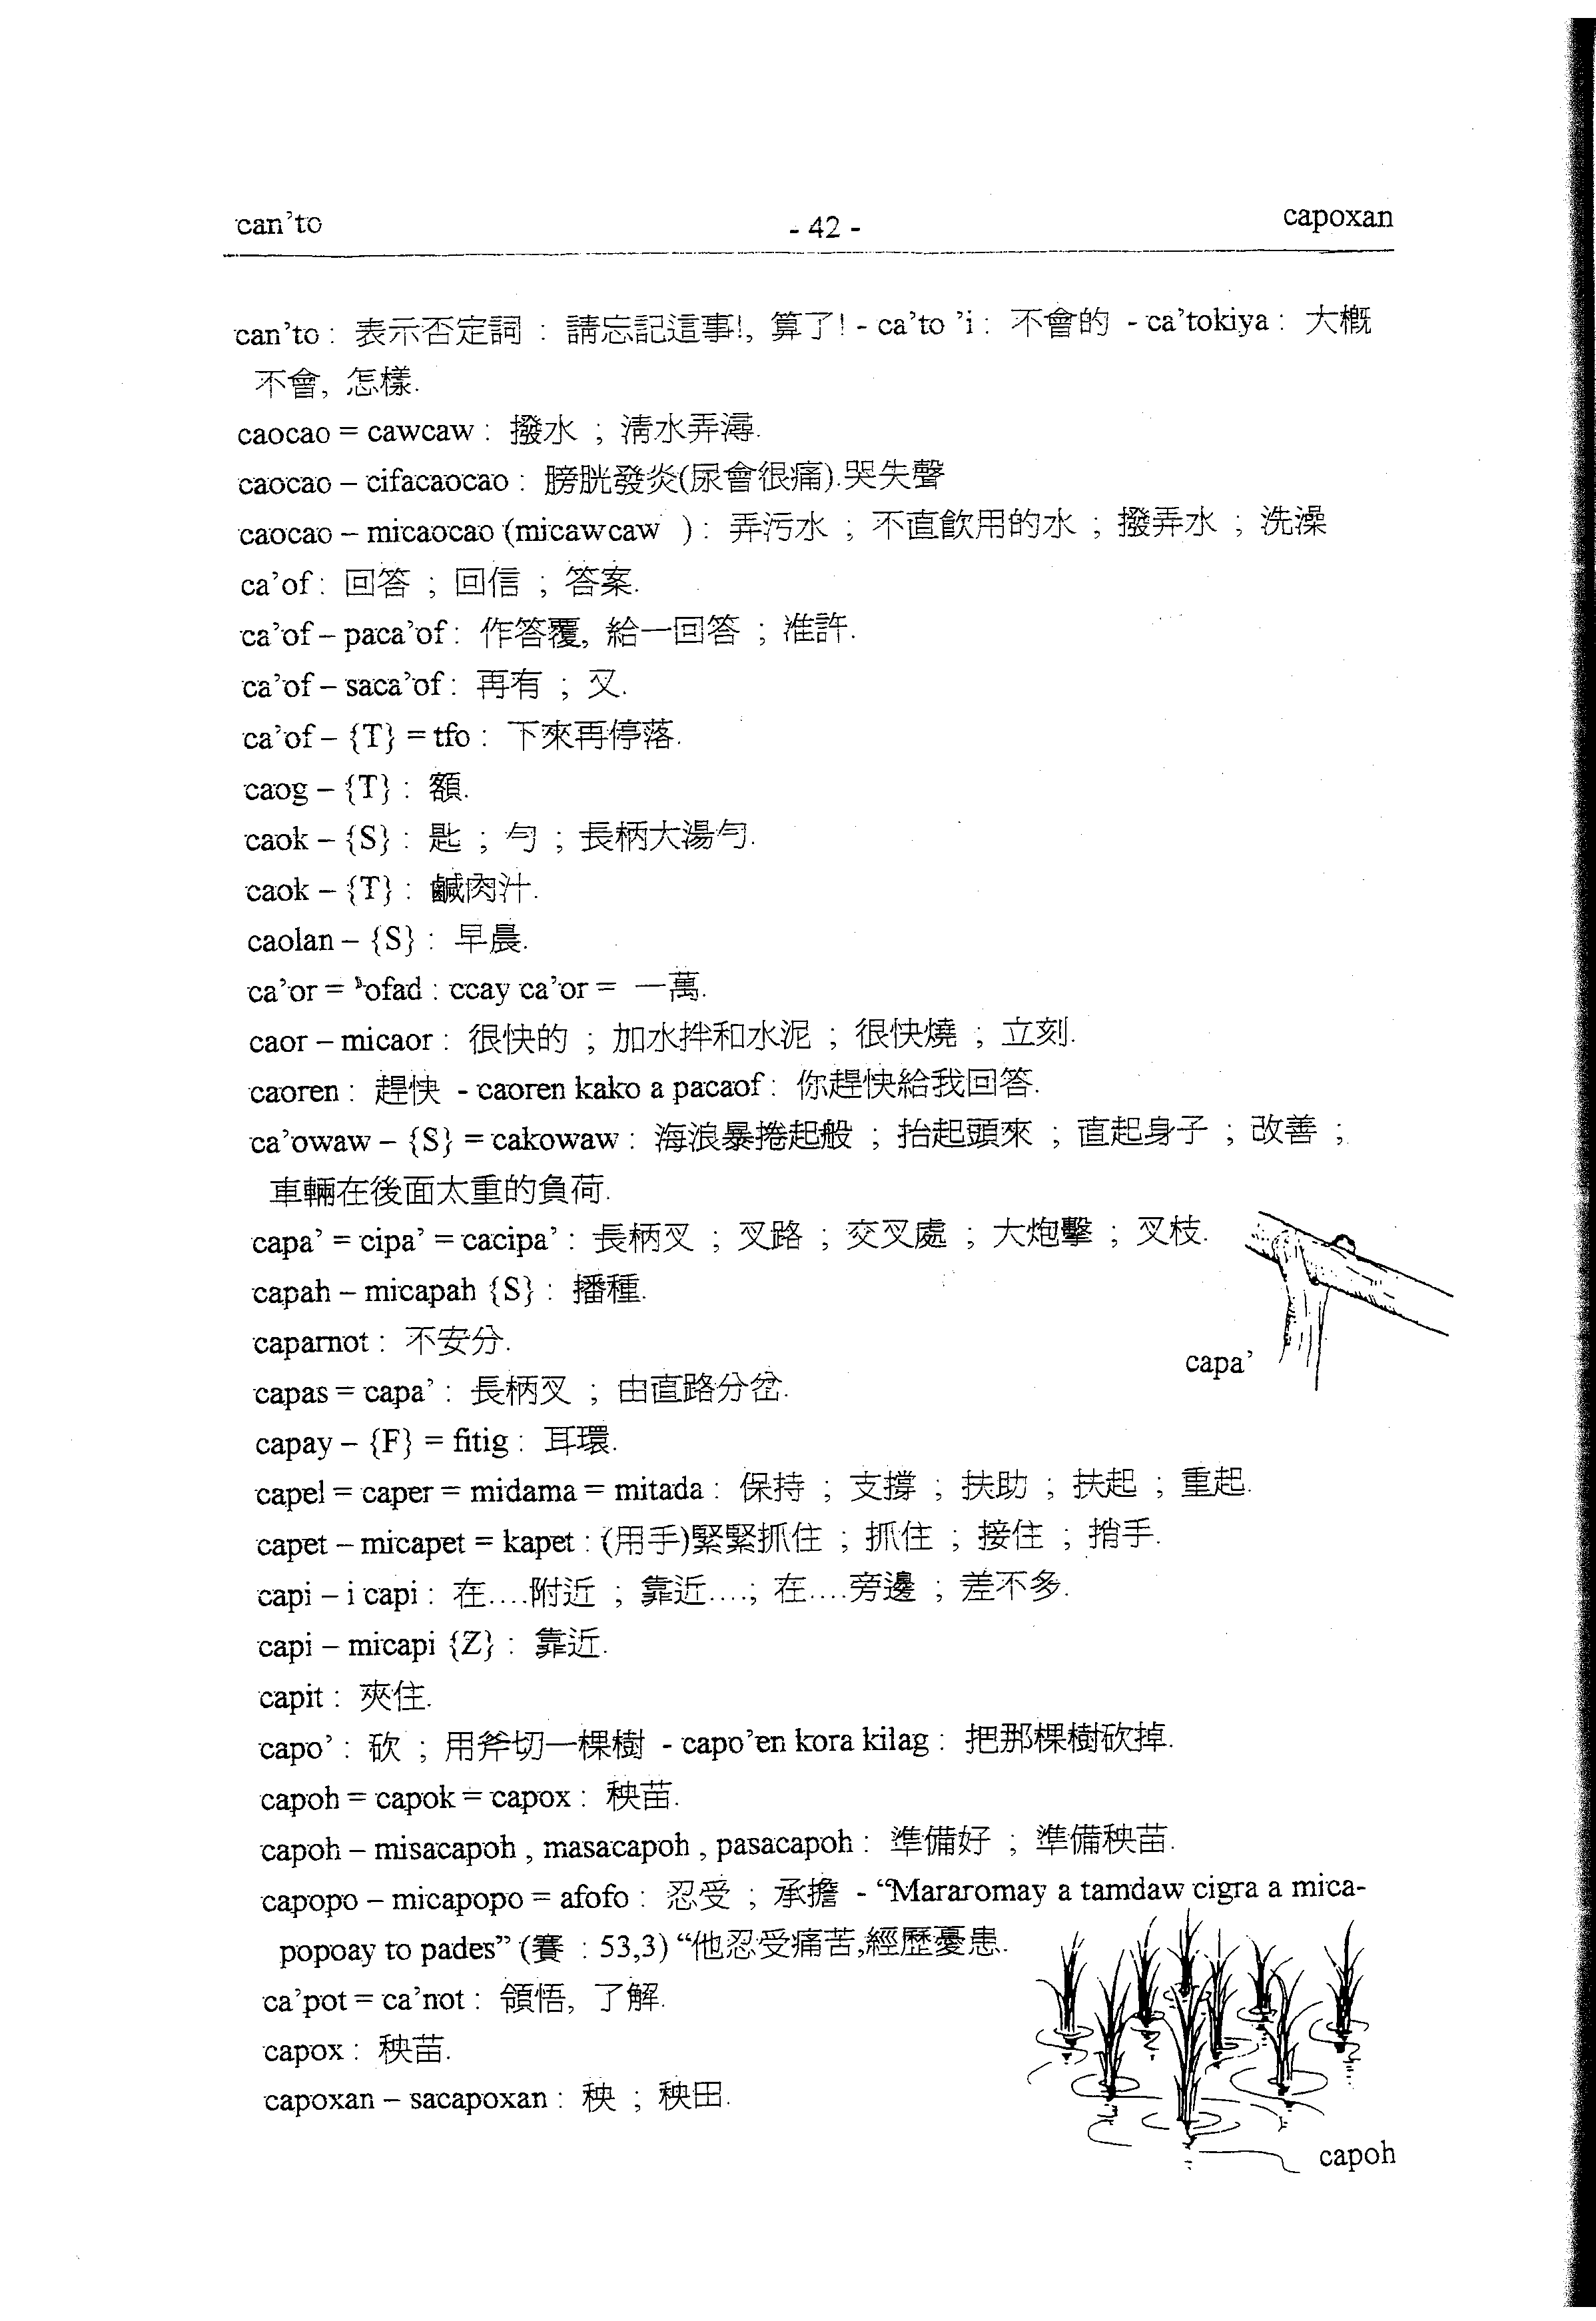 can’to
- 42 -
capoxan
can’to : 表示否定詞 : 請忘記這事!, 算了! - ca’to ’i : 不會的 - ca’tokiya : 大概
不會, 怎樣.
caocao = cawcaw : 撥水 ; 清水弄潯.
caocao – cifacaocao : 膀胱發炎(尿會很痛).哭失聲
caocao – micaocao (micawcaw ) : 弄污水 ; 不直飲用的水 ; 撥弄水 ; 洗澡
ca’of : 回答 ; 回信 ; 答案.
ca’of – paca’of : 作答覆, 給一回答 ; 准許.
ca’of – saca’of : 再有 ; 又.
ca’of – {T} = tfo : 下來再停落.
caog – {T} : 額.
caok – {S} : 匙 ; 勺 ; 長柄大湯勺.
caok – {T} : 鹹肉汁.
caolan – {S} : 早晨.
ca’or = ofad : ccay ca’or = 一萬.
caor – micaor : 很快的 ; 加水拌和水泥 ; 很快燒 ; 立刻.
caoren : 趕快 - caoren kako a pacaof : 你趕快給我回答.
ca’owaw – {S} = cakowaw : 海浪暴捲起般 ; 抬起頭來 ; 直起身子 ; 改善 ;
車輛在後面太重的負荷.
capa’ = cipa’ = cacipa’ : 長柄叉 ; 叉路 ; 交叉處 ; 大炮擊 ; 叉枝.
capah – micapah {S} : 播種.
caparnot : 不安分.
capa’
capas = capa’ : 長柄叉 ; 由直路分岔.
capay – {F} = fitig : 耳環.
capel = caper = midama = mitada : 保持 ; 支撐 ; 扶助 ; 扶起 ; 重起.
capet – micapet = kapet : (用手)緊緊抓住 ; 抓住 ; 接住 ; 捎手.
capi – i capi : 在....附近 ; 靠近....; 在....旁邊 ; 差不多.
capi – micapi {Z} : 靠近.
capit : 夾住.
capo’ : 砍 ; 用斧切一棵樹 - capo’en kora kilag : 把那棵樹砍掉.
capoh = capok = capox : 秧苗.
capoh – misacapoh , masacapoh , pasacapoh : 準備好 ; 準備秧苗.
capopo – micapopo = afofo : 忍受 ; 承擔 - “Mararomay a tamdaw cigra a mica-
popoay to pades” (賽 : 53,3) “他忍受痛苦,經歷憂患.
ca’pot = ca’not : 領悟, 了解.
capox : 秧苗.
capoxan – sacapoxan : 秧 ; 秧田.
capoh